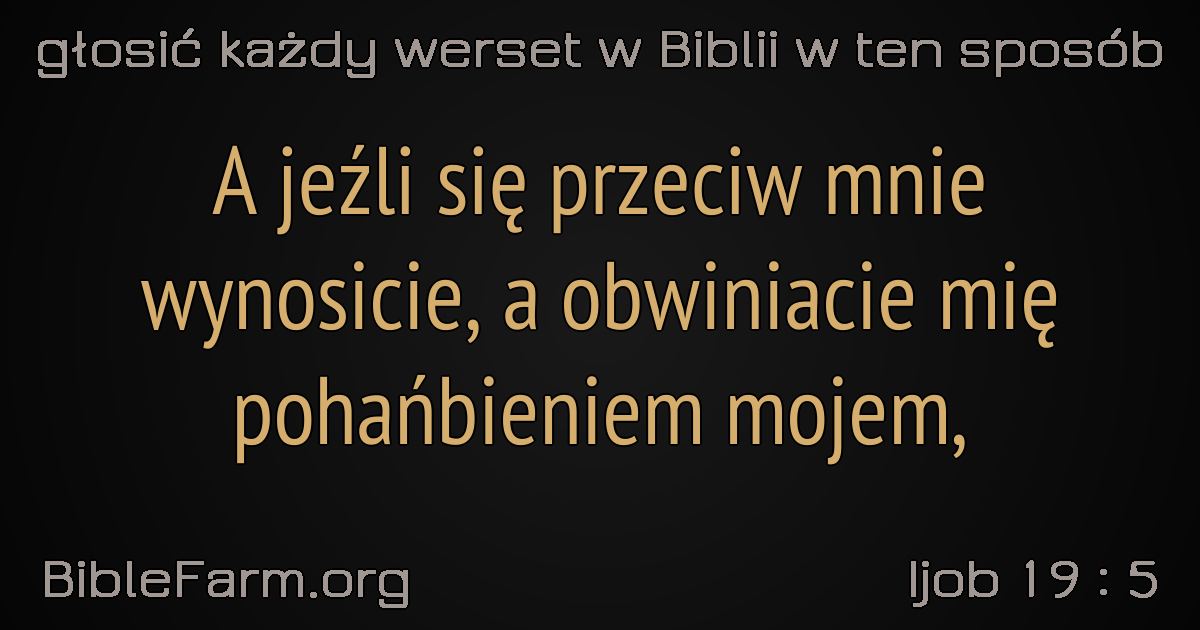 głosić każdy werset w Biblii w ten sposób
A jeźli się przeciw mnie
wynosicie, a obwiniacie mię
pohańbieniem mojem,
BibleFarm.org
Ijob 19 : 5